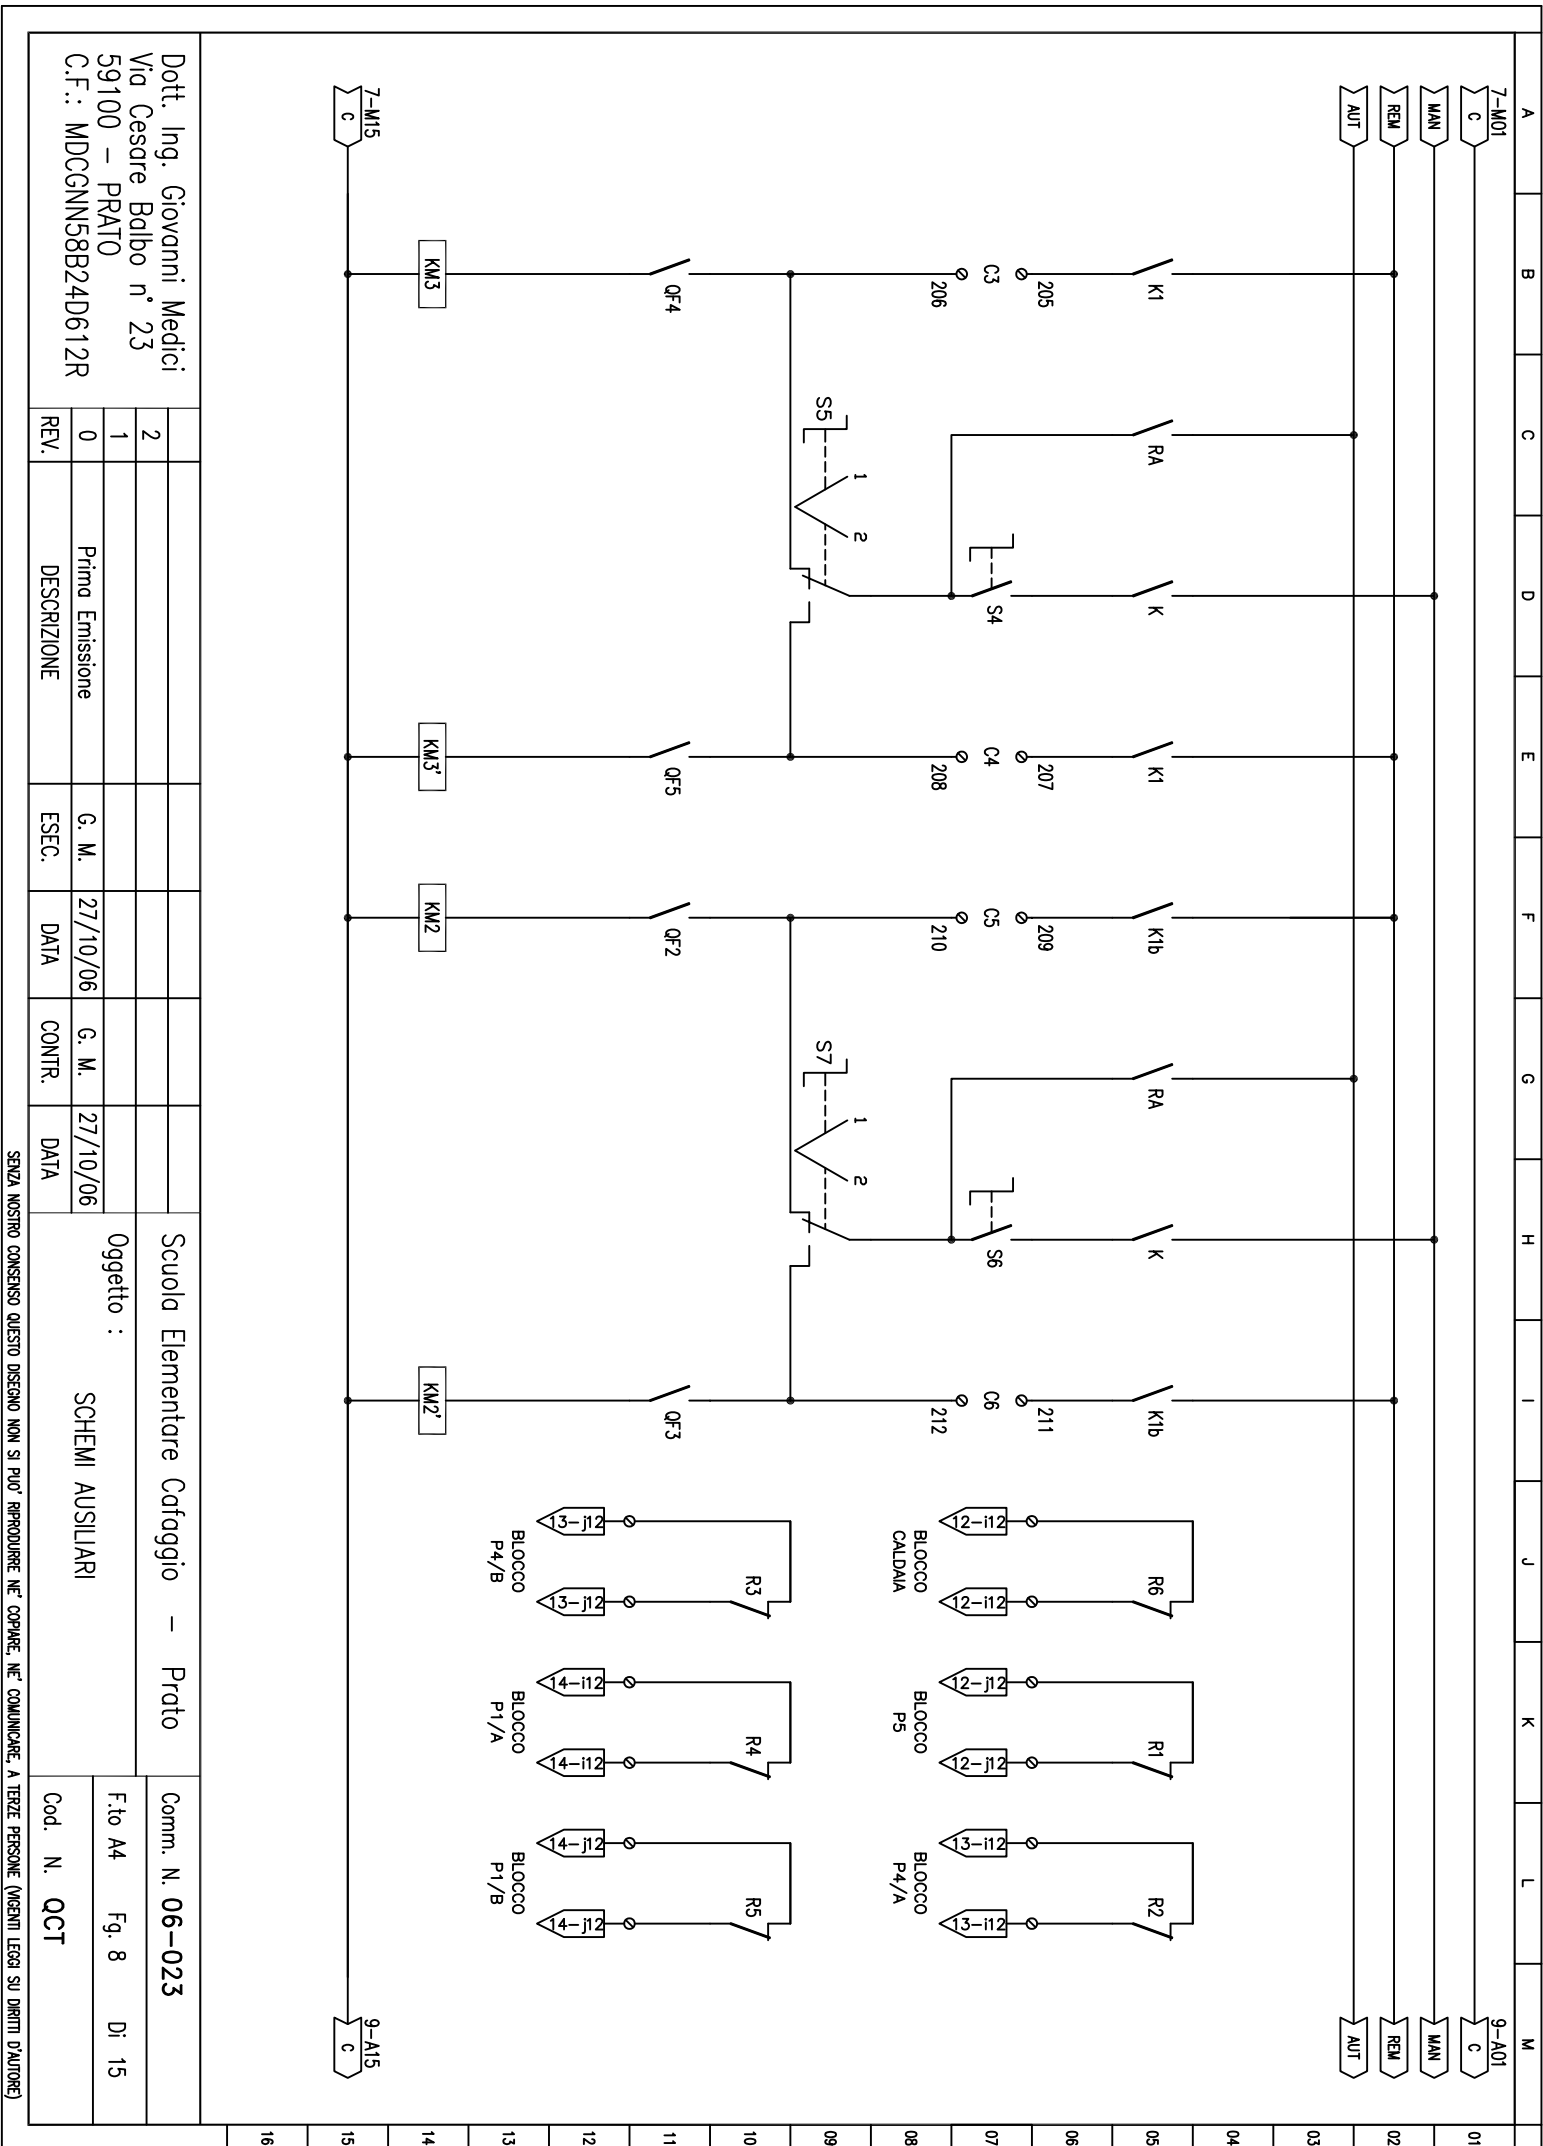 A B C D E F G H I J K L M
01
02
03
04
05
06
07
08
09
10
11
12
13
14
15
16
7-M01
C
MAN
REM
AUT
9-A01
C
MAN
REM
AUT
K1
205
C3
206
QF4
KM3
RA
S5
1
2
K
S4
K1
207
C4
208
QF5
KM3'
K1b
209
C5
210
QF2
KM2
RA
S7
1
2
K
S6
K1b
211
C6
212
QF3
KM2'
R6
12-i12
12-i12
BLOCCO
CALDAIA
R1
12-j12
12-j12
BLOCCO
P5
R2
13-i12
13-i12
BLOCCO
P4/A
R3
13-j12
13-j12
BLOCCO
P4/B
R4
14-i12
14-i12
BLOCCO
P1/A
R5
14-j12
14-j12
BLOCCO
P1/B
7-M15
C
9-A15
C
Dott. Ing. Giovanni Medici
Via Cesare Balbo n° 23
59100 - PRATO
C.F.: MDCGNN58B24D612R
2
1
0 Prima Emissione G. M. 27/10/06 G. M. 27/10/06
REV. DESCRIZIONE ESEC. DATA CONTR. DATA
Scuola Elementare Cafaggio - Prato
Oggetto :
SCHEMI AUSILIARI
Comm. N. 06-023
F.to A4 Fg. 8 Di 15
Cod. N. QCT
SENZA NOSTRO CONSENSO QUESTO DISEGNO NON SI PUO' RIPRODURRE NE' COPIARE, NE' COMUNICARE, A TERZE PERSONE (VIGENTI LEGGI SU DIRITTI D'AUTORE)